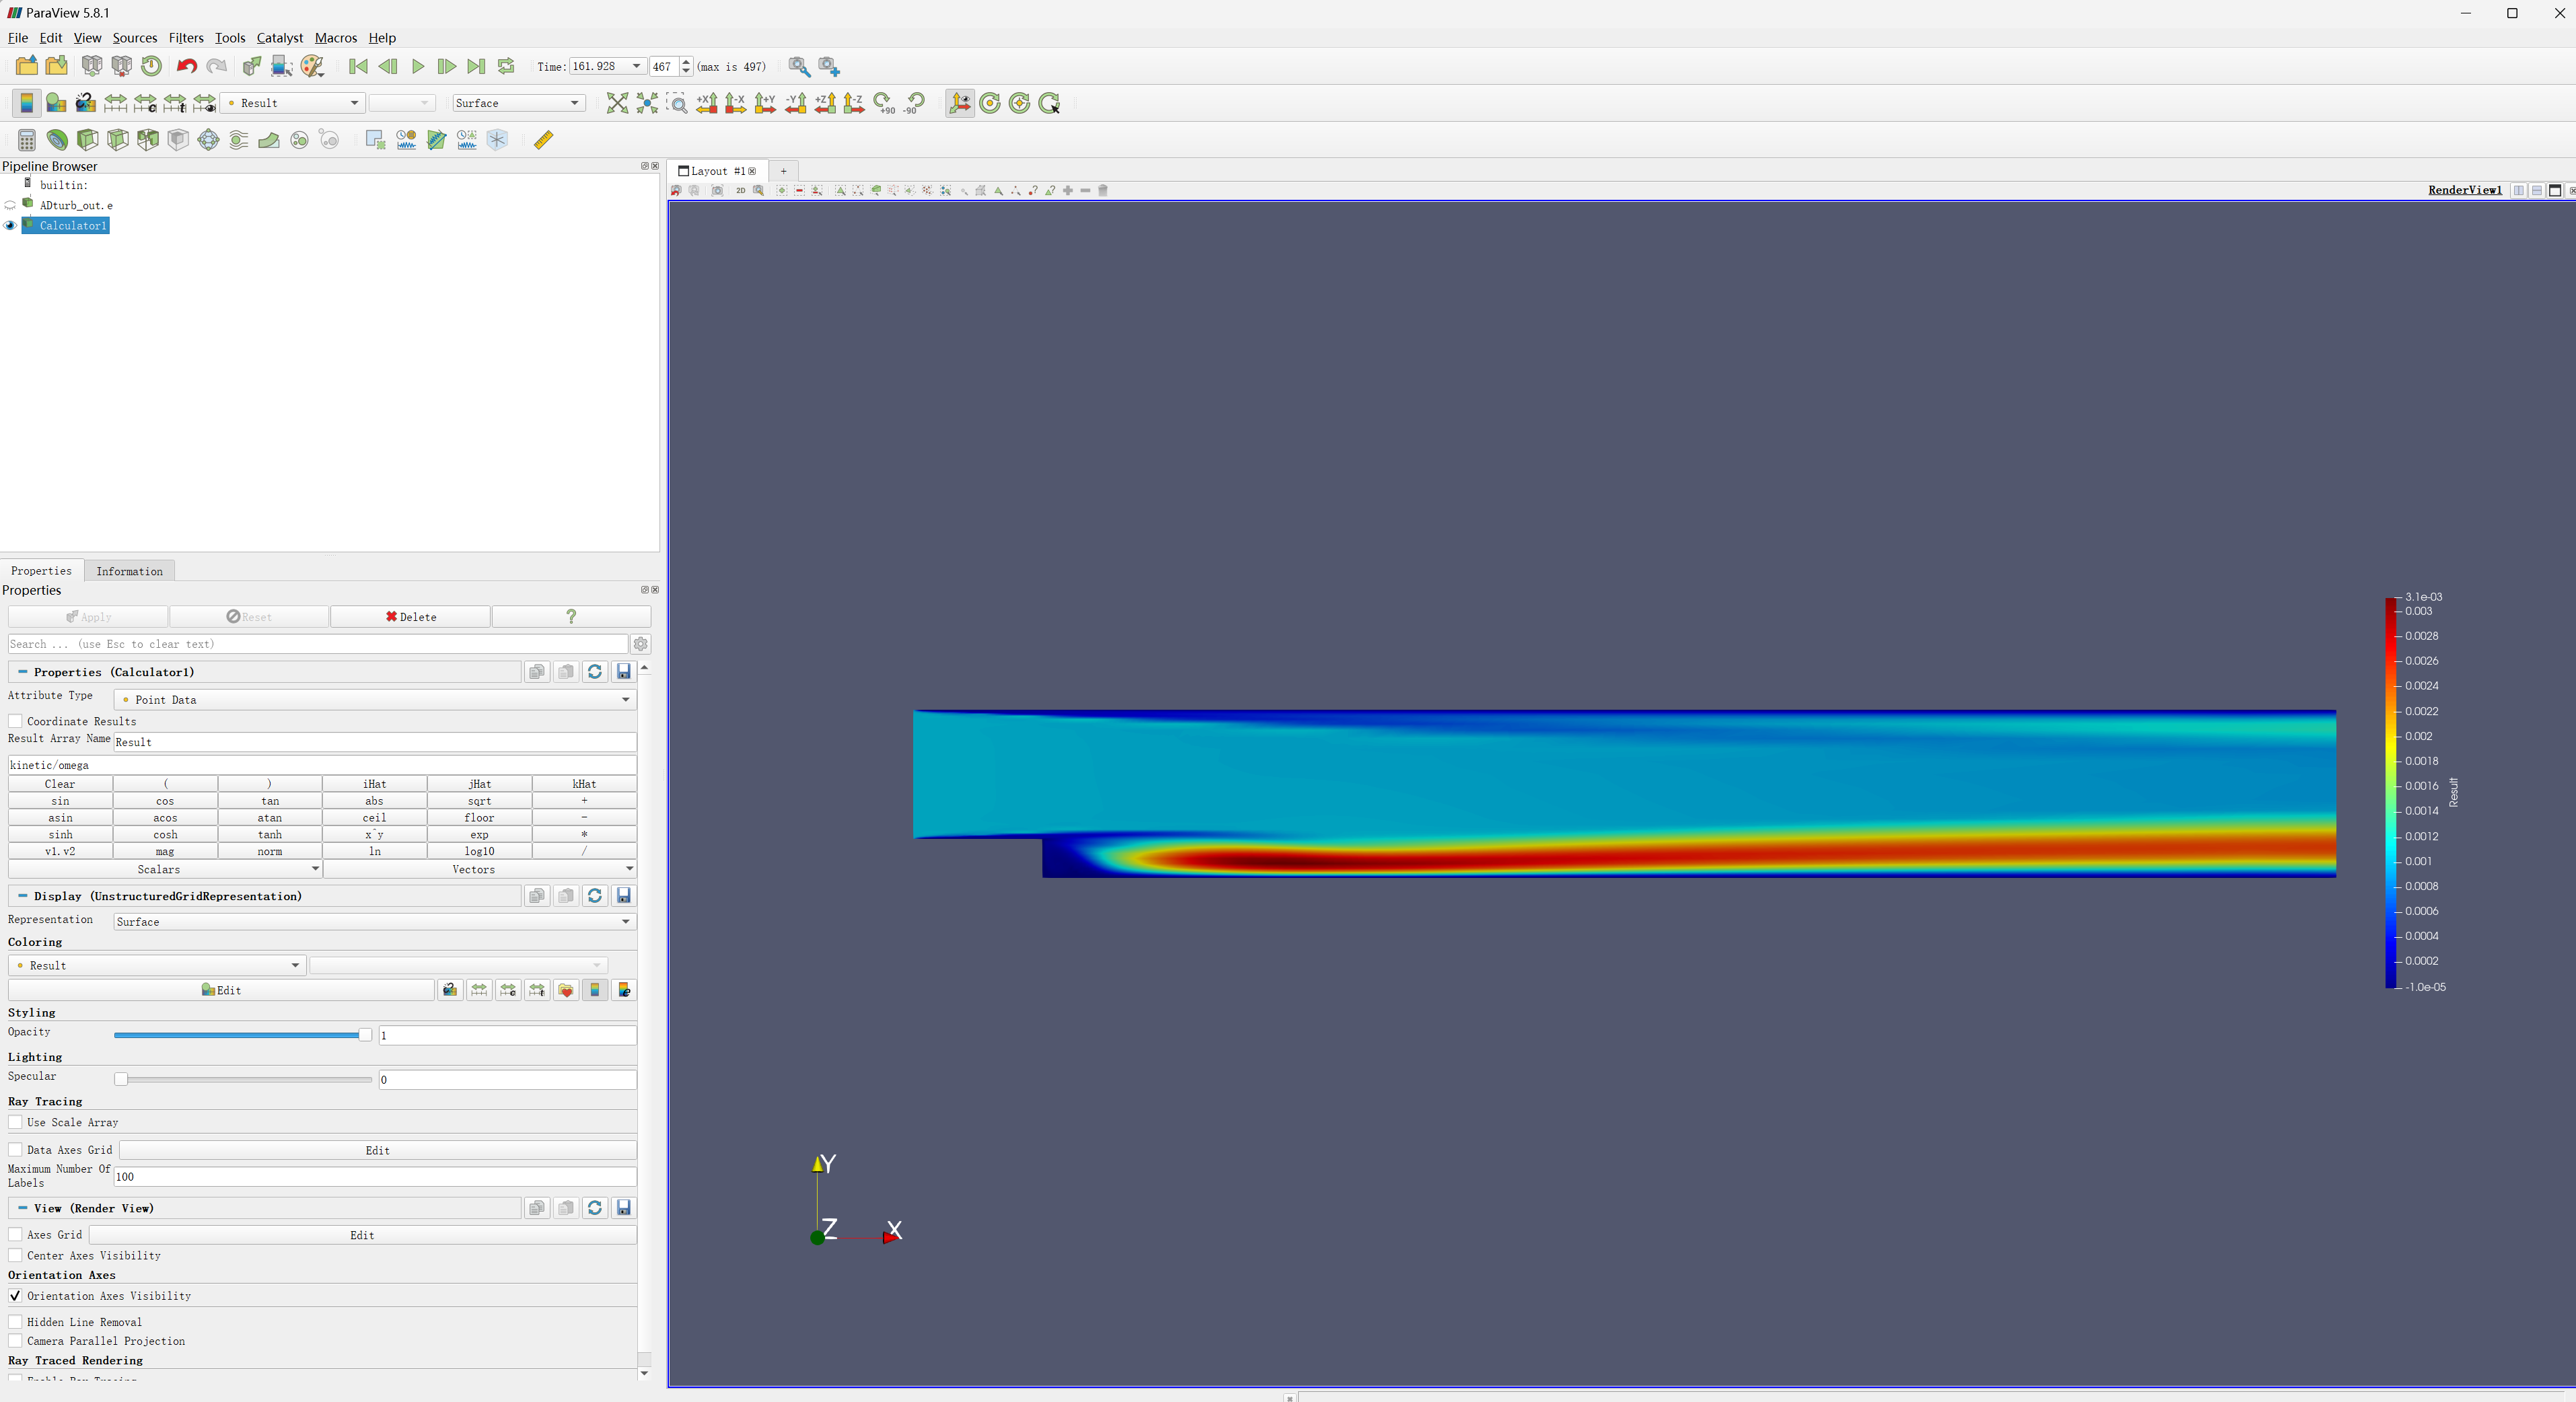 ParaView 5.8.1
File Edit View Sources Filters Tools Catalyst Macros Help
Time: 161.928 467 (max is 497)
Result Surface +X -X +Y -Y +Z -Z +90 -90
Pipeline Browser
builtin:
ADturb_out.e
Calculator1
Layout #1 +
2D RenderView1
Properties Information
Properties
Apply Reset Delete ?
Search ... (use Esc to clear text)
Properties (Calculator1)
Attribute Type Point Data
Coordinate Results
Result Array Name Result
kinetic/omega
Clear ( ) iHat jHat kHat
sin cos tan abs sqrt +
asin acos atan ceil floor -
sinh cosh tanh x^y exp *
v1.v2 mag norm ln log10 /
Scalars Vectors
Display (UnstructuredGridRepresentation)
Representation Surface
Coloring
Result
Edit
Styling
Opacity 1
Lighting
Specular 0
Ray Tracing
Use Scale Array
Data Axes Grid Edit
Maximum Number Of
Labels 100
View (Render View)
Axes Grid Edit
Center Axes Visibility
Orientation Axes
Orientation Axes Visibility
Hidden Line Removal
Camera Parallel Projection
Ray Traced Rendering
3.1e-03
0.003
0.0028
0.0026
0.0024
0.0022
0.002
0.0018
0.0016
0.0014
0.0012
0.001
0.0008
0.0006
0.0004
0.0002
-1.0e-05
Result
Y
Z
X